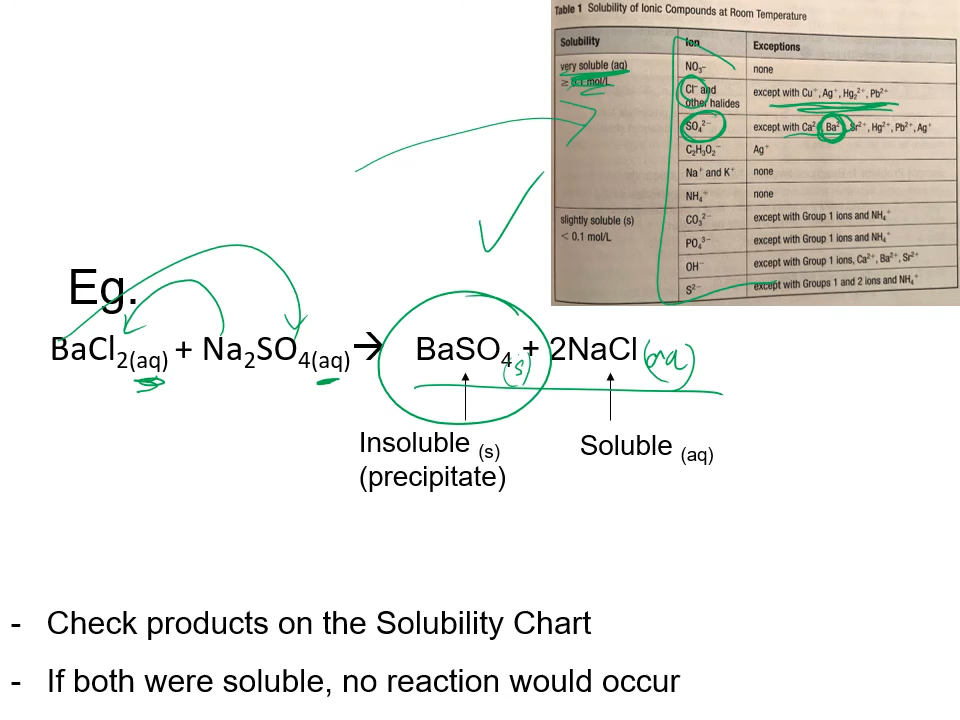 Table 1 Solubility of Ionic Compounds at Room Temperature
Solubility Ion Exceptions
very soluble (aq) NO₃⁻ none
≥ 0.1 mol/L Cl⁻ and other halides except with Cu⁺, Ag⁺, Hg₂²⁺, Pb²⁺
SO₄²⁻ except with Ca²⁺, Ba²⁺, Sr²⁺, Hg²⁺, Pb²⁺, Ag⁺
C₂H₃O₂⁻ Ag⁺
Na⁺ and K⁺ none
NH₄⁺ none
slightly soluble (s) CO₃²⁻ except with Group 1 ions and NH₄⁺
< 0.1 mol/L PO₄³⁻ except with Group 1 ions and NH₄⁺
OH⁻ except with Group 1 ions, Ca²⁺, Ba²⁺, Sr²⁺
S²⁻ except with Groups 1 and 2 ions and NH₄⁺
Eg.
BaCl₂(aq) + Na₂SO₄(aq) → BaSO₄ (s) + 2NaCl
Insoluble (s) Soluble (aq)
(precipitate)
- Check products on the Solubility Chart
- If both were soluble, no reaction would occur